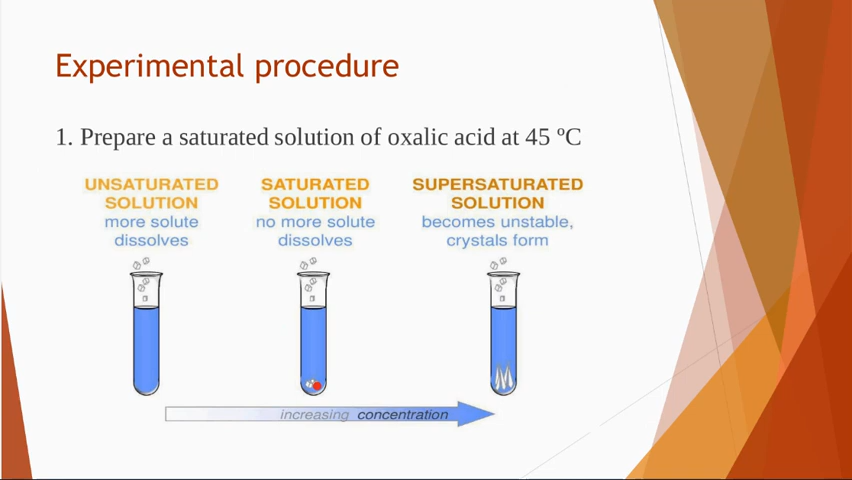 Experimental procedure
1. Prepare a saturated solution of oxalic acid at 45 ºC
UNSATURATED
SOLUTION
more solute
dissolves
SATURATED
SOLUTION
no more solute
dissolves
SUPERSATURATED
SOLUTION
becomes unstable,
crystals form
increasing concentration